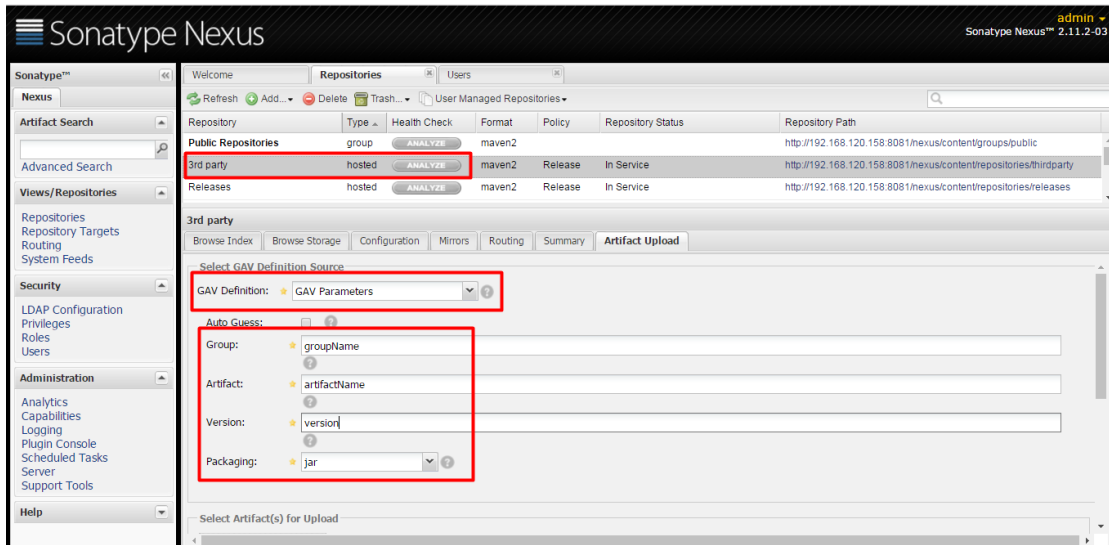 Sonatype Nexus
admin
Sonatype Nexus™ 2.11.2-03
Sonatype™
Nexus
Artifact Search
Advanced Search
Views/Repositories
Repositories
Repository Targets
Routing
System Feeds
Security
LDAP Configuration
Privileges
Roles
Users
Administration
Analytics
Capabilities
Logging
Plugin Console
Scheduled Tasks
Server
Support Tools
Help
Welcome Repositories Users
Refresh Add... Delete Trash... User Managed Repositories
Repository Type Health Check Format Policy Repository Status Repository Path
Public Repositories group ANALYZE maven2 http://192.168.120.158:8081/nexus/content/groups/public
3rd party hosted ANALYZE maven2 Release In Service http://192.168.120.158:8081/nexus/content/repositories/thirdparty
Releases hosted ANALYZE maven2 Release In Service http://192.168.120.158:8081/nexus/content/repositories/releases
3rd party
Browse Index Browse Storage Configuration Mirrors Routing Summary Artifact Upload
Select GAV Definition Source
GAV Definition: GAV Parameters
Auto Guess:
Group: groupName
Artifact: artifactName
Version: version
Packaging: jar
Select Artifact(s) for Upload